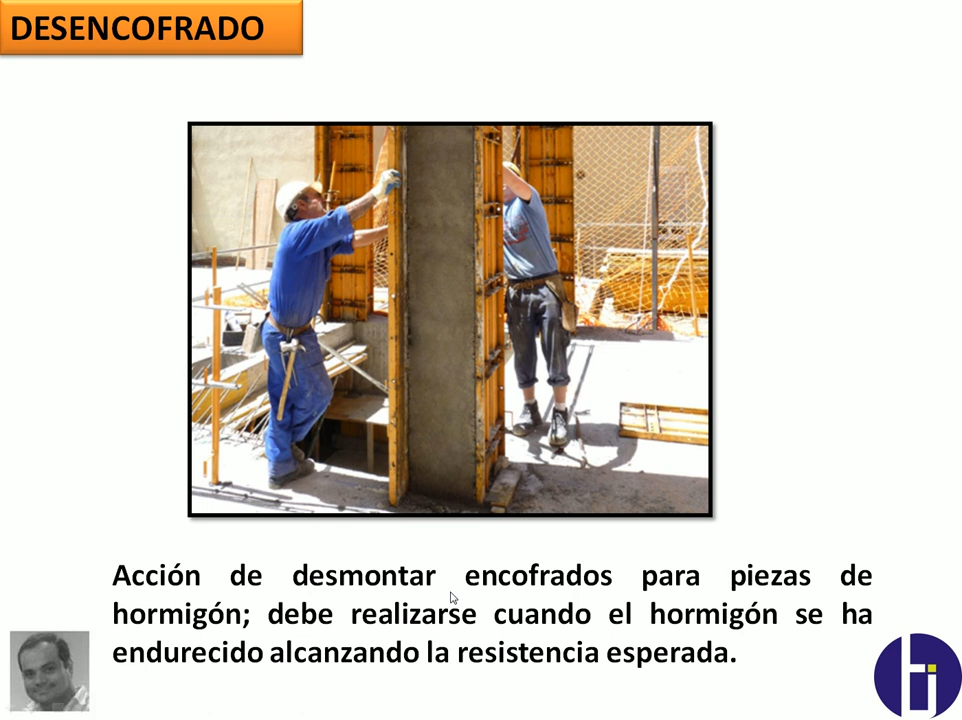 DESENCOFRADO
Acción de desmontar encofrados para piezas de
hormigón; debe realizarse cuando el hormigón se ha
endurecido alcanzando la resistencia esperada.